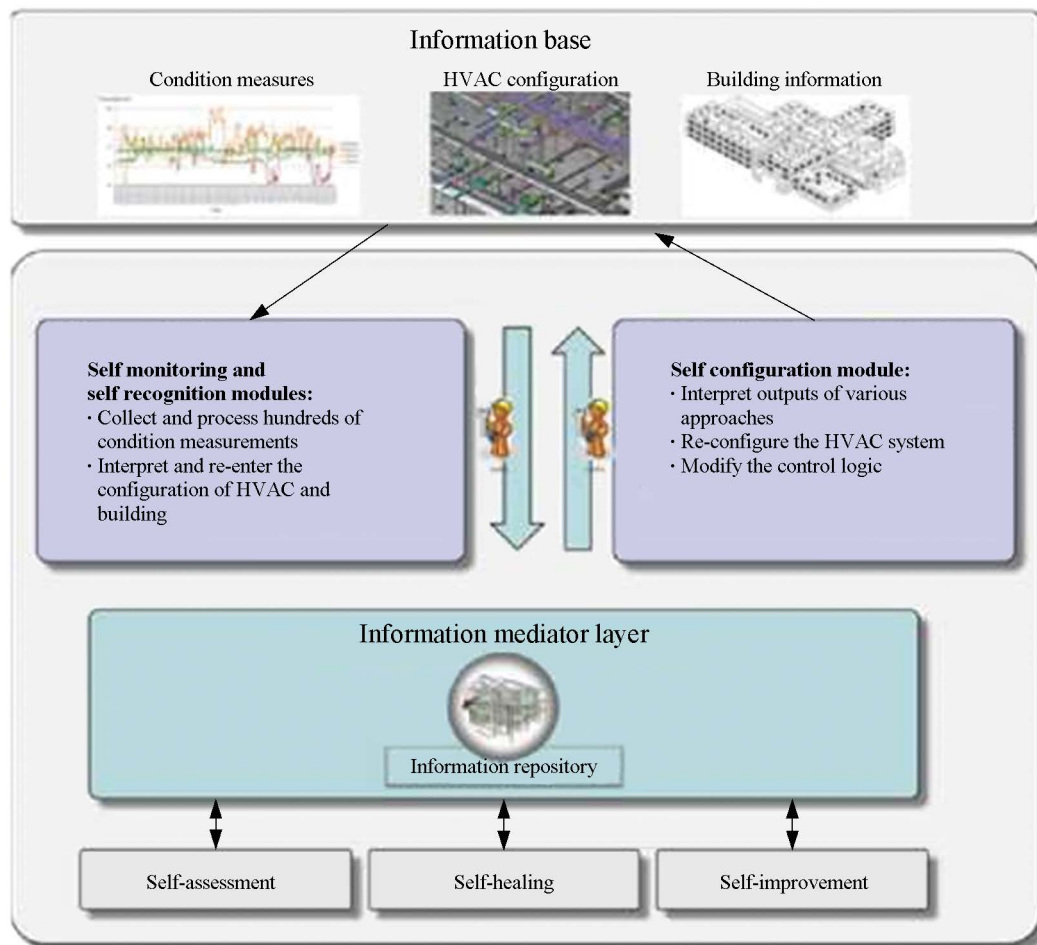 Information base
Condition measures
HVAC configuration
Building information
Self monitoring and
self recognition modules:
· Collect and process hundreds of
condition measurements
· Interpret and re-enter the
configuration of HVAC and
building
Self configuration module:
· Interpret outputs of various
approaches
· Re-configure the HVAC system
· Modify the control logic
Information mediator layer
Information repository
Self-assessment
Self-healing
Self-improvement